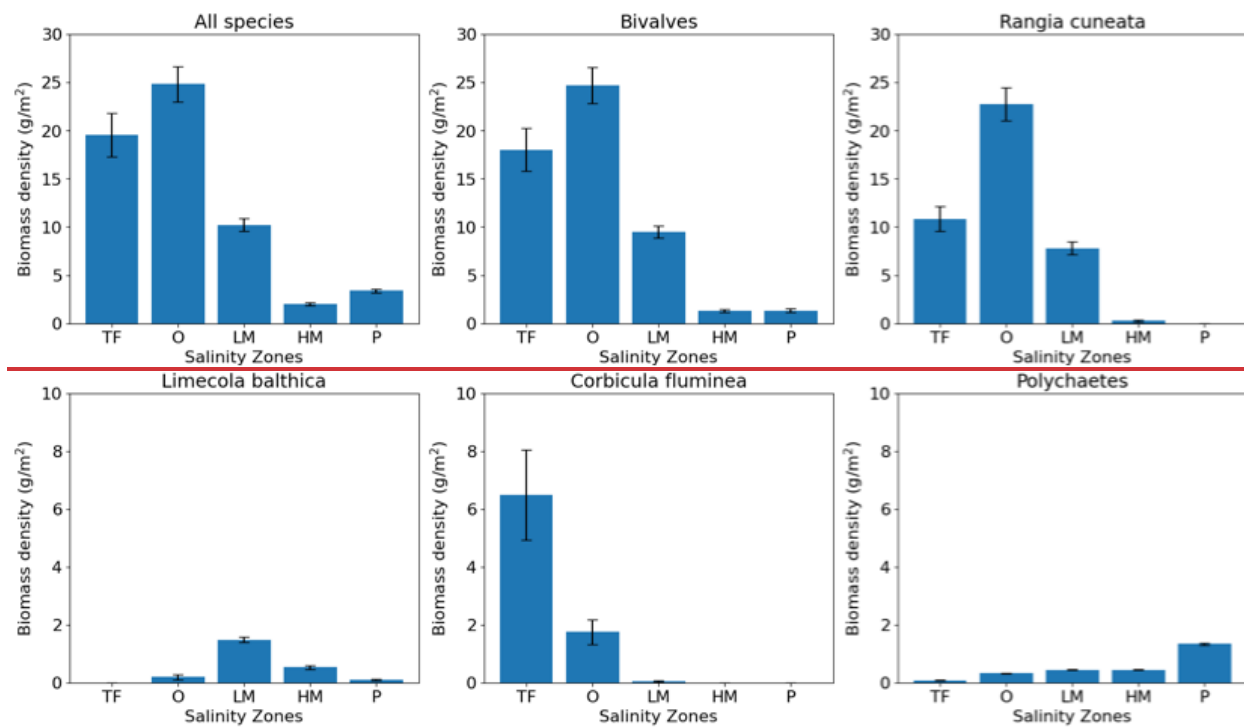 All species
Biomass density (g/m²)
30
25
20
15
10
5
0
TF O LM HM P
Salinity Zones
Bivalves
Biomass density (g/m²)
30
25
20
15
10
5
0
TF O LM HM P
Salinity Zones
Rangia cuneata
Biomass density (g/m²)
30
25
20
15
10
5
0
TF O LM HM P
Salinity Zones
Limecola balthica
Biomass density (g/m²)
10
8
6
4
2
0
TF O LM HM P
Salinity Zones
Corbicula fluminea
Biomass density (g/m²)
10
8
6
4
2
0
TF O LM HM P
Salinity Zones
Polychaetes
Biomass density (g/m²)
10
8
6
4
2
0
TF O LM HM P
Salinity Zones